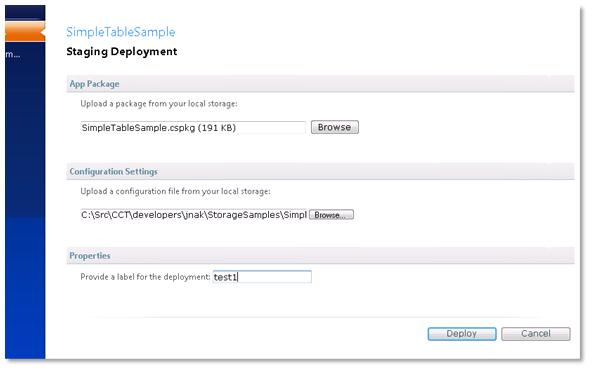 SimpleTableSample
m...
Staging Deployment
App Package
Upload a package from your local storage:
SimpleTableSample.cspkg (191 KB) Browse
Configuration Settings
Upload a configuration file from your local storage:
C:\Src\CCT\developers\jnak\StorageSamples\Simpl Browse...
Properties
Provide a label for the deployment: test1
Deploy Cancel